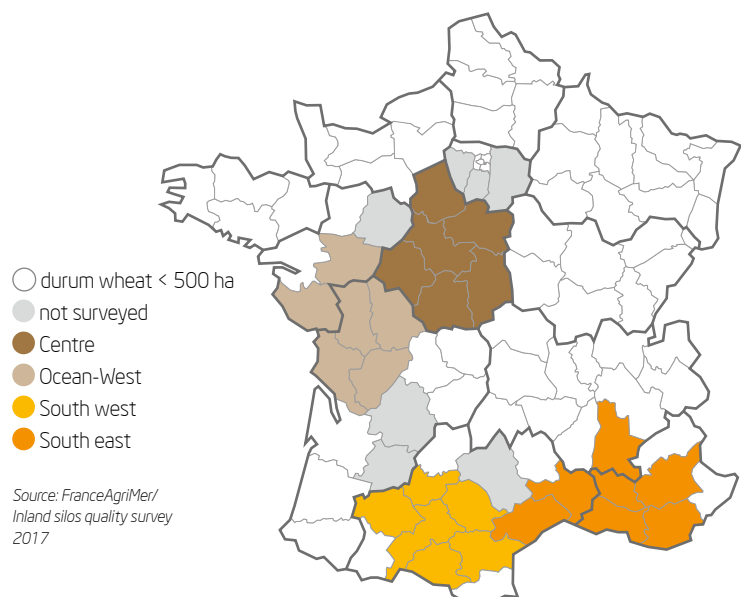 durum wheat < 500 ha
not surveyed
Centre
Ocean-West
South west
South east
Source: FranceAgriMer/
Inland silos quality survey
2017